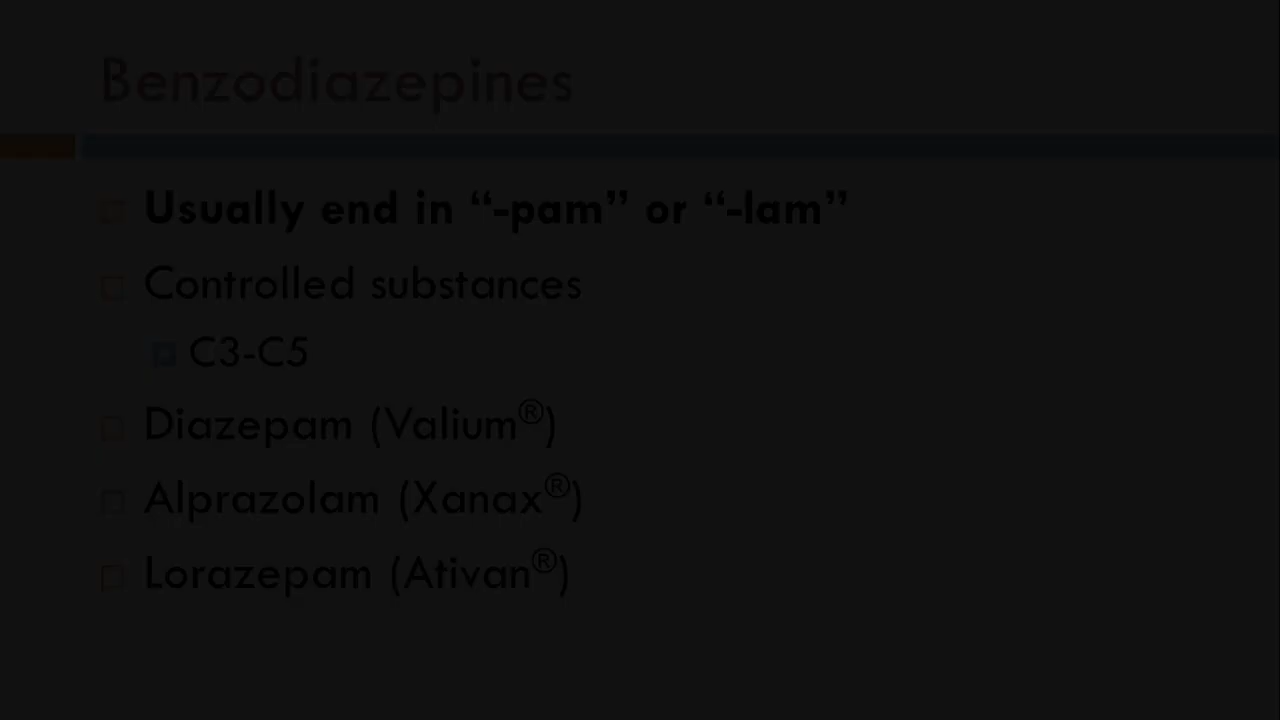 Benzodiazepines
Usually end in “-pam” or “-lam”
Controlled substances
C3-C5
Diazepam (Valium®)
Alprazolam (Xanax®)
Lorazepam (Ativan®)